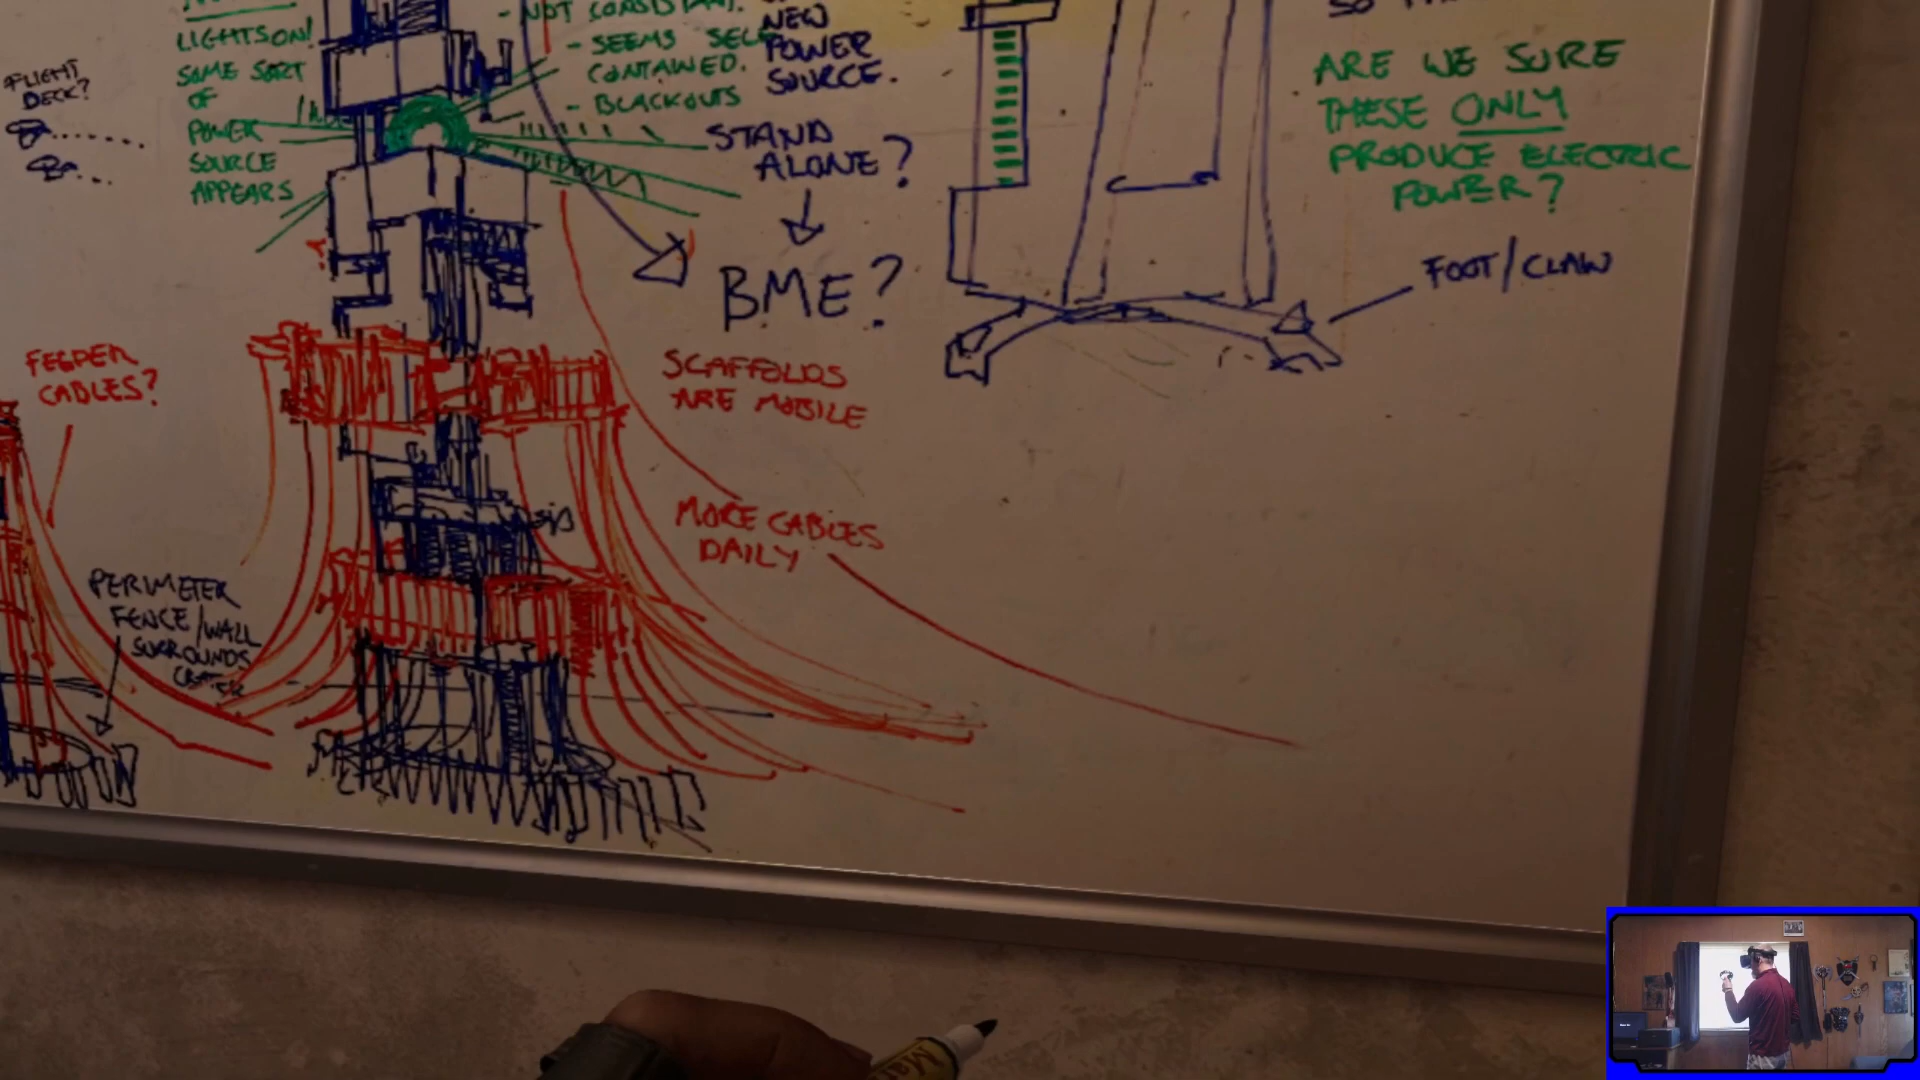 LIGHTS ON!
SOME SORT
OF
POWER
SOURCE
APPEARS
FLIGHT
DECK?
- NOT CONSISTANT.
- SEEMS SELF
CONTAINED.
- BLACKOUTS
NEW
POWER
SOURCE.
STAND
ALONE?
BME?
ARE WE SURE
THESE ONLY
PRODUCE ELECTRIC
POWER?
FOOT/CLAW
FEEDER
CABLES?
SCAFFOLDS
ARE MOBILE
MORE CABLES
DAILY
PERIMETER
FENCE/WALL
SURROUNDS
CRATER